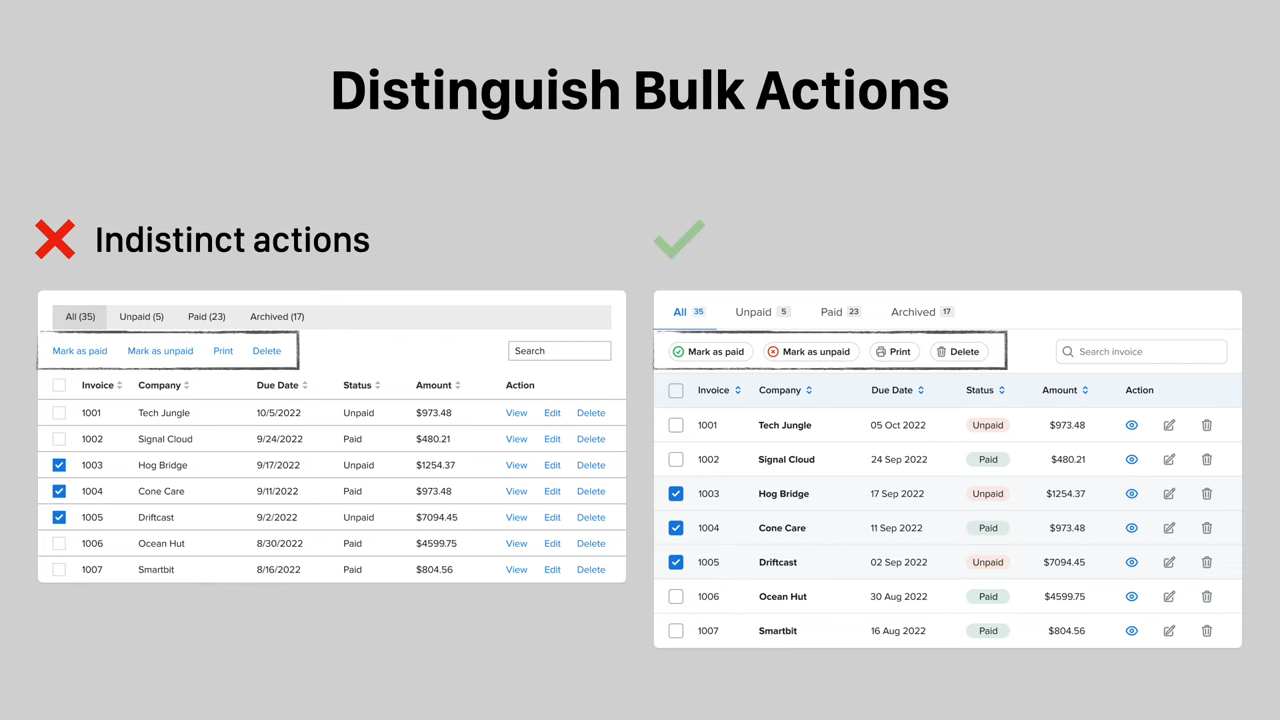 Distinguish Bulk Actions
Indistinct actions
All (35) Unpaid (5) Paid (23) Archived (17)
Mark as paid Mark as unpaid Print Delete Search
Invoice Company Due Date Status Amount Action
1001 Tech Jungle 10/5/2022 Unpaid $973.48 View Edit Delete
1002 Signal Cloud 9/24/2022 Paid $480.21 View Edit Delete
1003 Hog Bridge 9/17/2022 Unpaid $1254.37 View Edit Delete
1004 Cone Care 9/11/2022 Paid $973.48 View Edit Delete
1005 Driftcast 9/2/2022 Unpaid $7094.45 View Edit Delete
1006 Ocean Hut 8/30/2022 Paid $4599.75 View Edit Delete
1007 Smartbit 8/16/2022 Paid $804.56 View Edit Delete
All 35 Unpaid 5 Paid 23 Archived 17
Mark as paid Mark as unpaid Print Delete Search invoice
Invoice Company Due Date Status Amount Action
1001 Tech Jungle 05 Oct 2022 Unpaid $973.48
1002 Signal Cloud 24 Sep 2022 Paid $480.21
1003 Hog Bridge 17 Sep 2022 Unpaid $1254.37
1004 Cone Care 11 Sep 2022 Paid $973.48
1005 Driftcast 02 Sep 2022 Unpaid $7094.45
1006 Ocean Hut 30 Aug 2022 Paid $4599.75
1007 Smartbit 16 Aug 2022 Paid $804.56